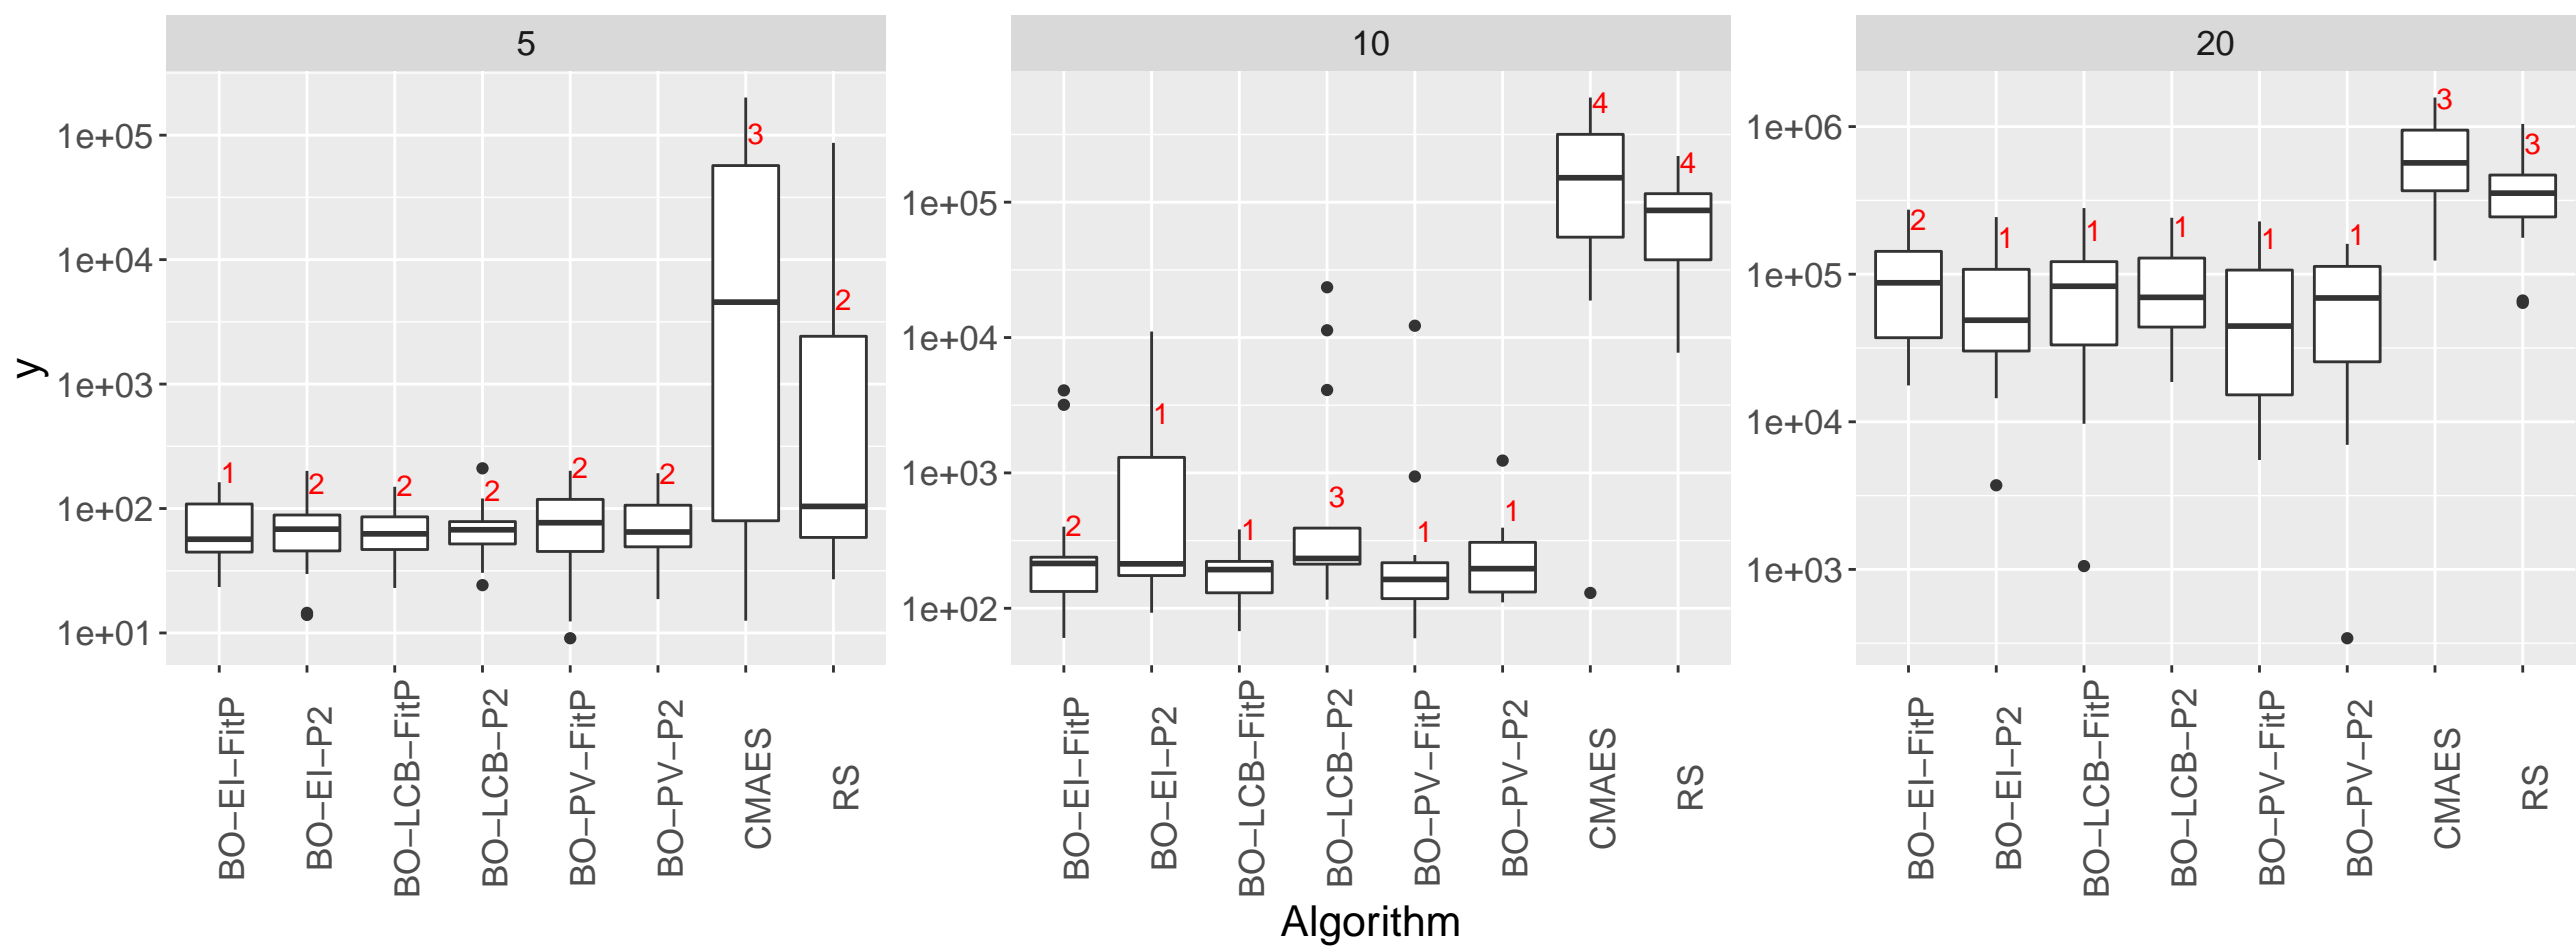 5
10
20
y
1e+05
1e+04
1e+03
1e+02
1e+01
1
2
2
2
2
2
3
2
BO−EI−FitP
BO−EI−P2
BO−LCB−FitP
BO−LCB−P2
BO−PV−FitP
BO−PV−P2
CMAES
RS
1e+05
1e+04
1e+03
1e+02
2
1
1
3
1
1
4
4
BO−EI−FitP
BO−EI−P2
BO−LCB−FitP
BO−LCB−P2
BO−PV−FitP
BO−PV−P2
CMAES
RS
1e+06
1e+05
1e+04
1e+03
2
1
1
1
1
1
3
3
BO−EI−FitP
BO−EI−P2
BO−LCB−FitP
BO−LCB−P2
BO−PV−FitP
BO−PV−P2
CMAES
RS
Algorithm